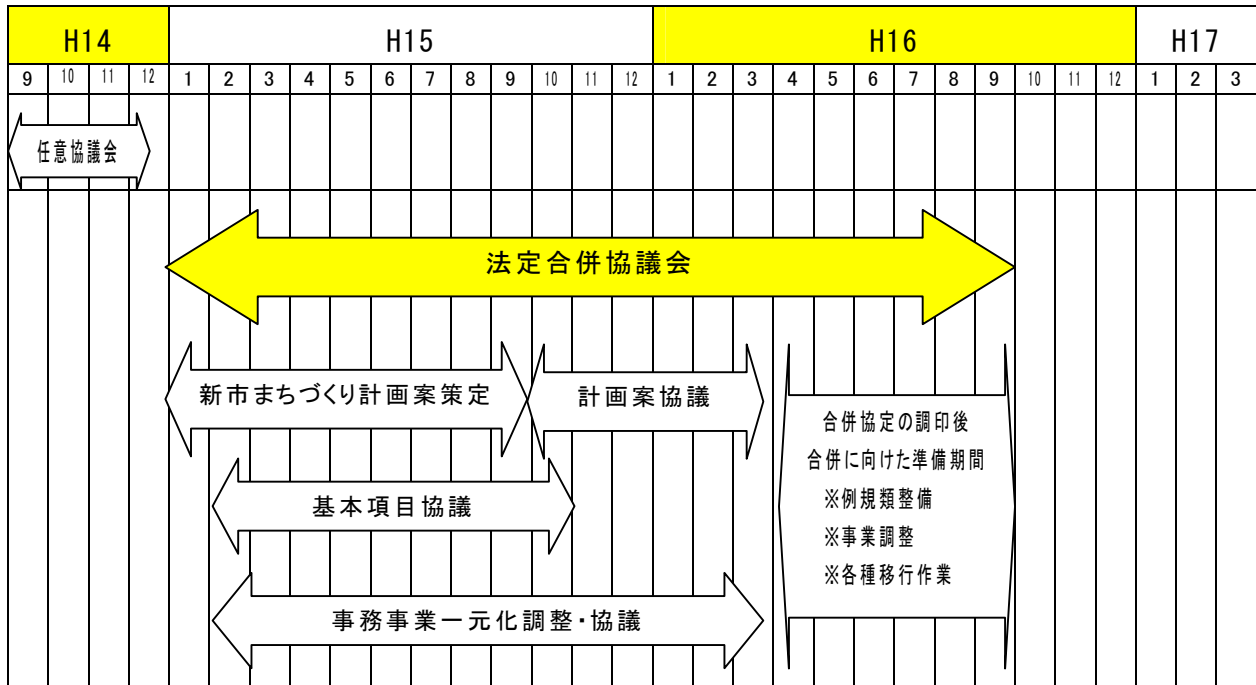 H14 H15 H16 H17
9 10 11 12 1 2 3 4 5 6 7 8 9 10 11 12 1 2 3 4 5 6 7 8 9 10 11 12 1 2 3
任意協議会
法定合併協議会
新市まちづくり計画案策定
計画案協議
合併協定の調印後
合併に向けた準備期間
※例規類整備
※事業調整
※各種移行作業
基本項目協議
事務事業一元化調整・協議